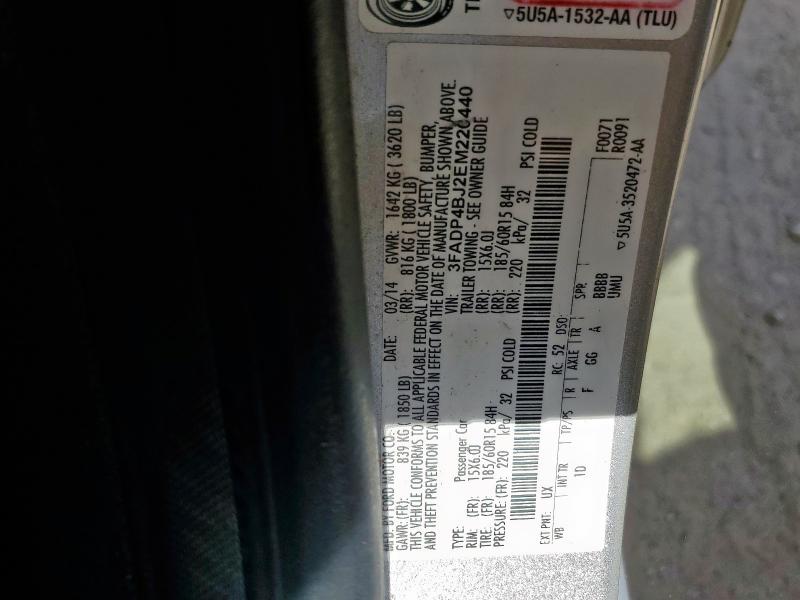 ▽5U5A-1532-AA (TLU)
MFD. BY FORD MOTOR CO.
DATE: 03/14 GVWR: 1642 KG ( 3620 LB)
GAWR: (FR): 839 KG ( 1850 LB) (RR): 816 KG ( 1800 LB)
THIS VEHICLE CONFORMS TO ALL APPLICABLE FEDERAL MOTOR VEHICLE SAFETY, BUMPER,
AND THEFT PREVENTION STANDARDS IN EFFECT ON THE DATE OF MANUFACTURE SHOWN ABOVE.
VIN: 3FADP4BJ2EM220440
TYPE: Passenger Car TRAILER TOWING - SEE OWNER GUIDE
RIM: (FR): 15X6.0J (RR): 15X6.0J
TIRE: (FR): 185/60R15 84H (RR): 185/60R15 84H
PRESSURE: (FR): 220 kPa/ 32 PSI COLD (RR): 220 kPa/ 32 PSI COLD
EXT PNT: UX RC: 52 DSO: F0071
WB INT TR TP/PS R AXLE TR SPR R0091
1D F GG A BBBB
UMU ▽5U5A-3520472-AA